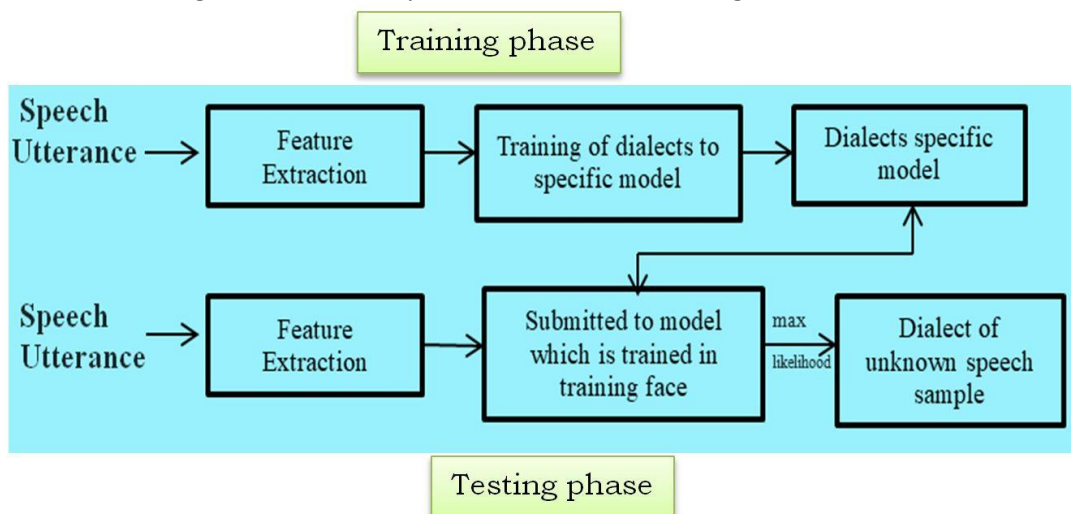 Training phase
Speech
Utterance
Feature
Extraction
Training of dialects to
specific model
Dialects specific
model
Speech
Utterance
Feature
Extraction
Submitted to model
which is trained in
training face
max
likelihood
Dialect of
unknown speech
sample
Testing phase